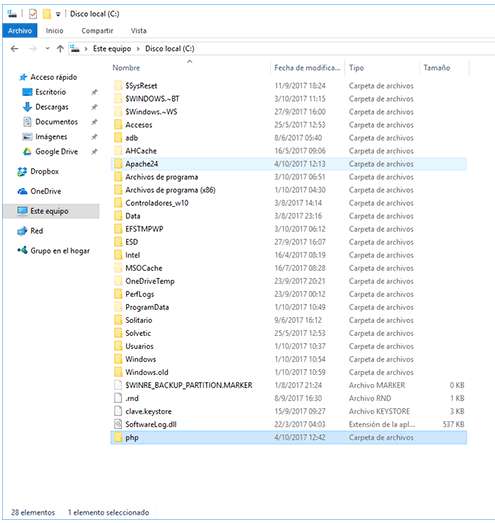 Disco local (C:)
Archivo Inicio Compartir Vista
Este equipo Disco local (C:)
Nombre Fecha de modifica... Tipo Tamaño
Acceso rápido
Escritorio
Descargas
Documentos
Imágenes
Google Drive
Dropbox
OneDrive
Este equipo
Red
Grupo en el hogar
$SysReset 11/9/2017 18:24 Carpeta de archivos
$WINDOWS.~BT 3/10/2017 11:15 Carpeta de archivos
$Windows.~WS 27/9/2017 16:00 Carpeta de archivos
Accesos 25/5/2017 12:53 Carpeta de archivos
adb 8/6/2017 05:40 Carpeta de archivos
AHCache 16/5/2017 09:06 Carpeta de archivos
Apache24 4/10/2017 12:13 Carpeta de archivos
Archivos de programa 3/10/2017 06:51 Carpeta de archivos
Archivos de programa (x86) 1/10/2017 04:30 Carpeta de archivos
Controladores_w10 3/8/2017 14:14 Carpeta de archivos
Data 3/8/2017 23:16 Carpeta de archivos
EFSTMPWP 3/10/2017 06:12 Carpeta de archivos
ESD 27/9/2017 16:07 Carpeta de archivos
Intel 16/4/2017 08:19 Carpeta de archivos
MSOCache 16/7/2017 08:28 Carpeta de archivos
OneDriveTemp 23/9/2017 20:21 Carpeta de archivos
PerfLogs 23/9/2017 00:12 Carpeta de archivos
ProgramData 1/10/2017 10:49 Carpeta de archivos
Solitario 9/6/2017 16:12 Carpeta de archivos
Solvetic 25/5/2017 12:53 Carpeta de archivos
Usuarios 1/10/2017 10:37 Carpeta de archivos
Windows 1/10/2017 10:54 Carpeta de archivos
Windows.old 1/10/2017 10:59 Carpeta de archivos
$WINRE_BACKUP_PARTITION.MARKER 1/8/2017 21:24 Archivo MARKER 0 KB
.rnd 8/9/2017 16:30 Archivo RND 1 KB
clave.keystore 15/9/2017 09:27 Archivo KEYSTORE 3 KB
SoftwareLog.dll 22/3/2017 04:03 Extensión de la apl... 537 KB
php 4/10/2017 12:42 Carpeta de archivos
28 elementos 1 elemento seleccionado